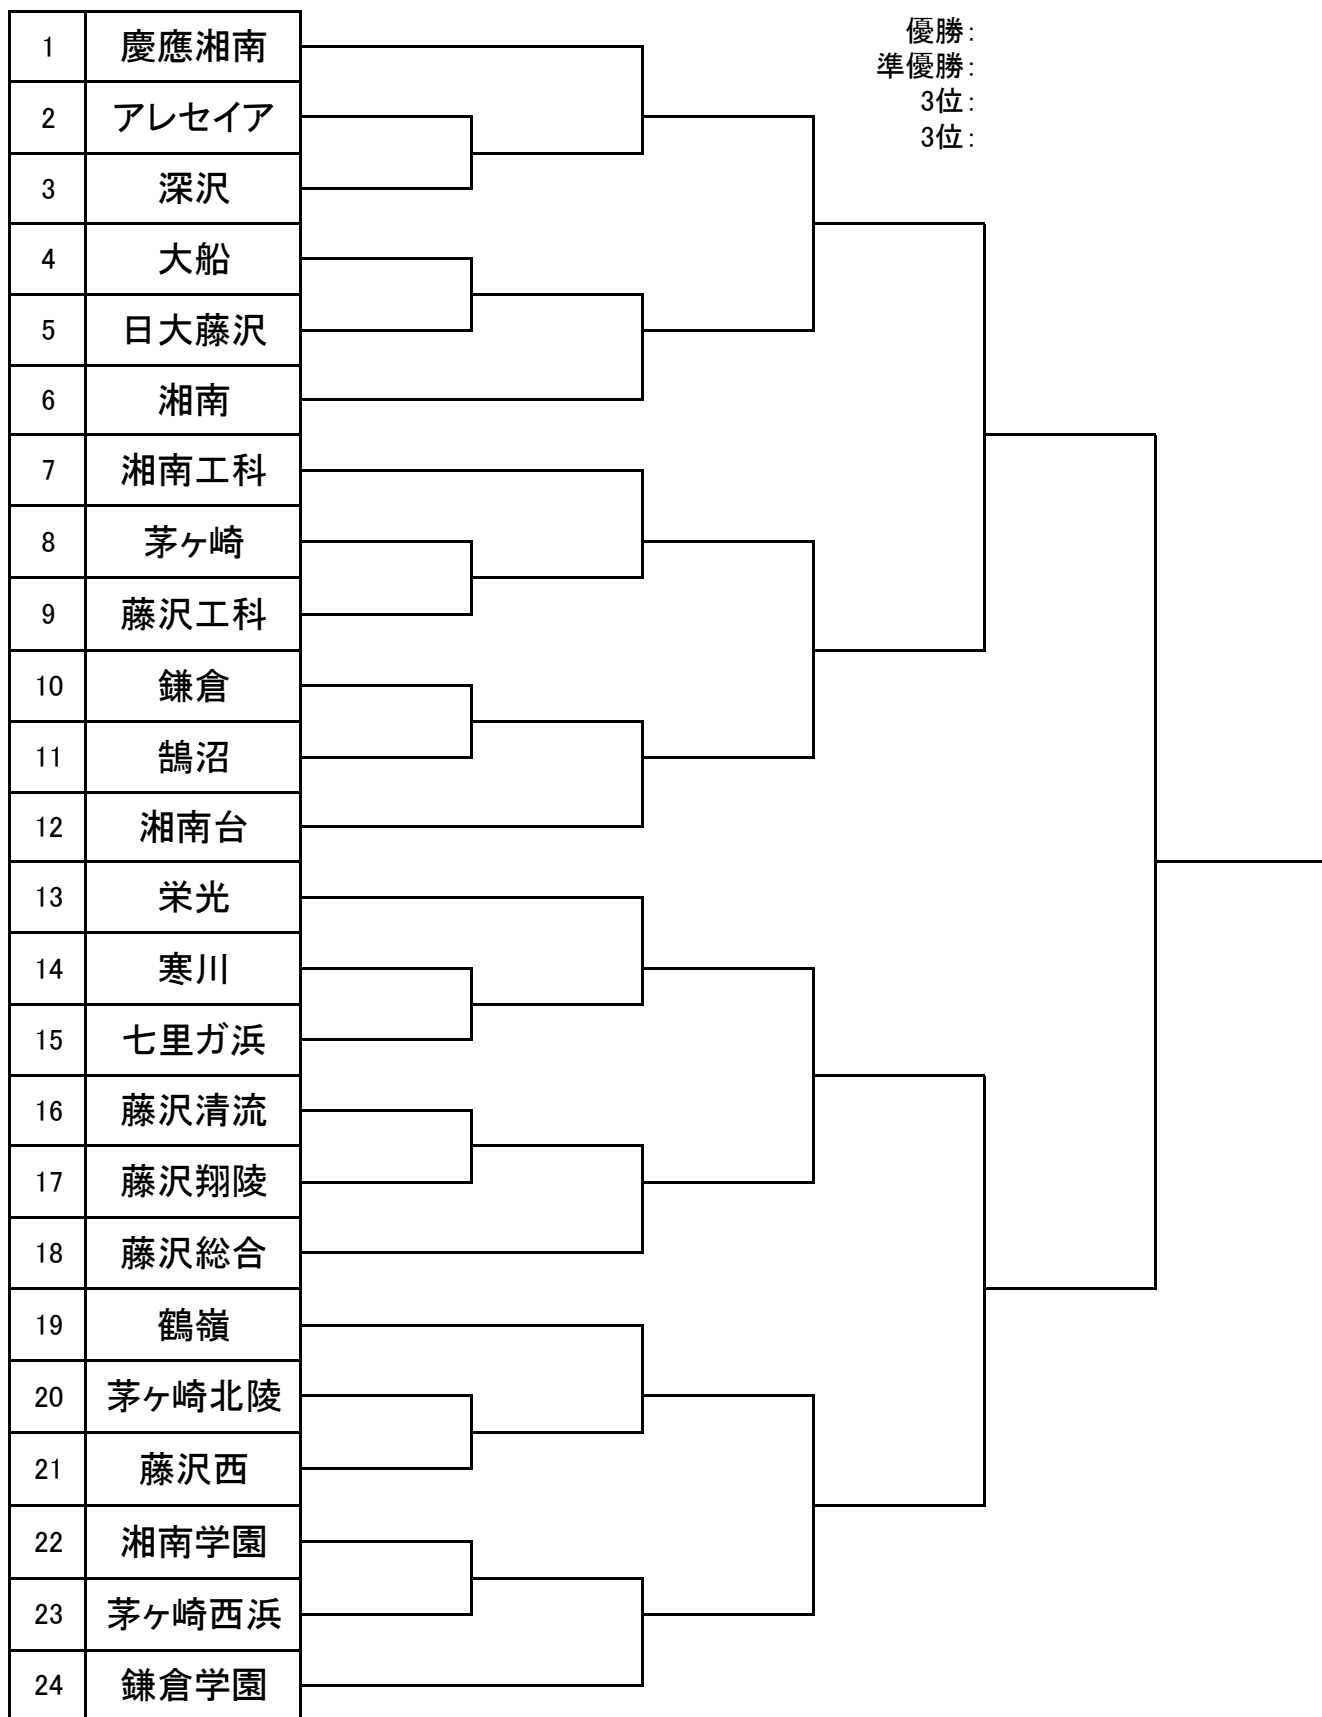 1 慶應湘南
2 アレセイア
3 深沢
4 大船
5 日大藤沢
6 湘南
7 湘南工科
8 茅ヶ崎
9 藤沢工科
10 鎌倉
11 鵠沼
12 湘南台
13 栄光
14 寒川
15 七里ガ浜
16 藤沢清流
17 藤沢翔陵
18 藤沢総合
19 鶴嶺
20 茅ヶ崎北陵
21 藤沢西
22 湘南学園
23 茅ヶ崎西浜
24 鎌倉学園
優勝:
準優勝:
3位:
3位: